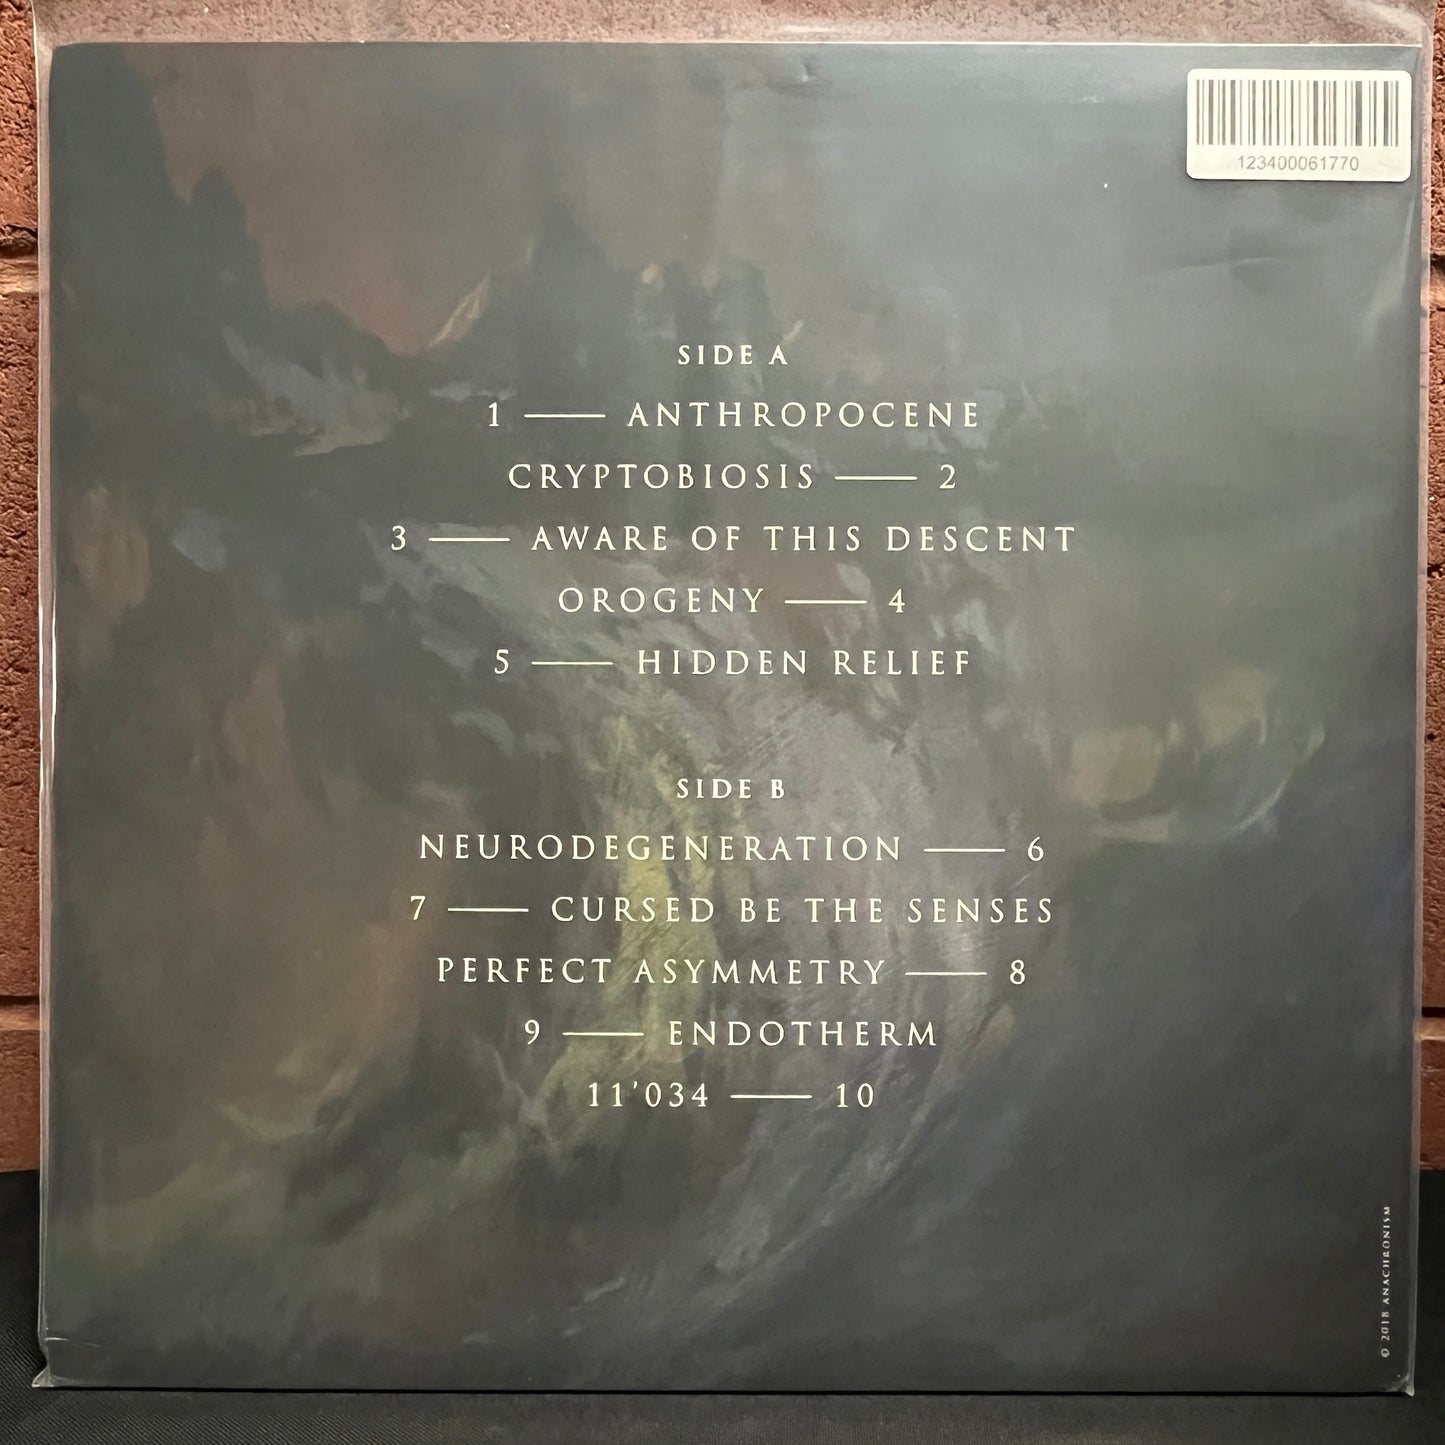 123400061770
SIDE A
1 — ANTHROPOCENE
CRYPTOBIOSIS — 2
3 — AWARE OF THIS DESCENT
OROGENY — 4
5 — HIDDEN RELIEF
SIDE B
NEURODEGENERATION — 6
7 — CURSED BE THE SENSES
PERFECT ASYMMETRY — 8
9 — ENDOTHERM
11'034 — 10
© 2018 ANACHRONISM